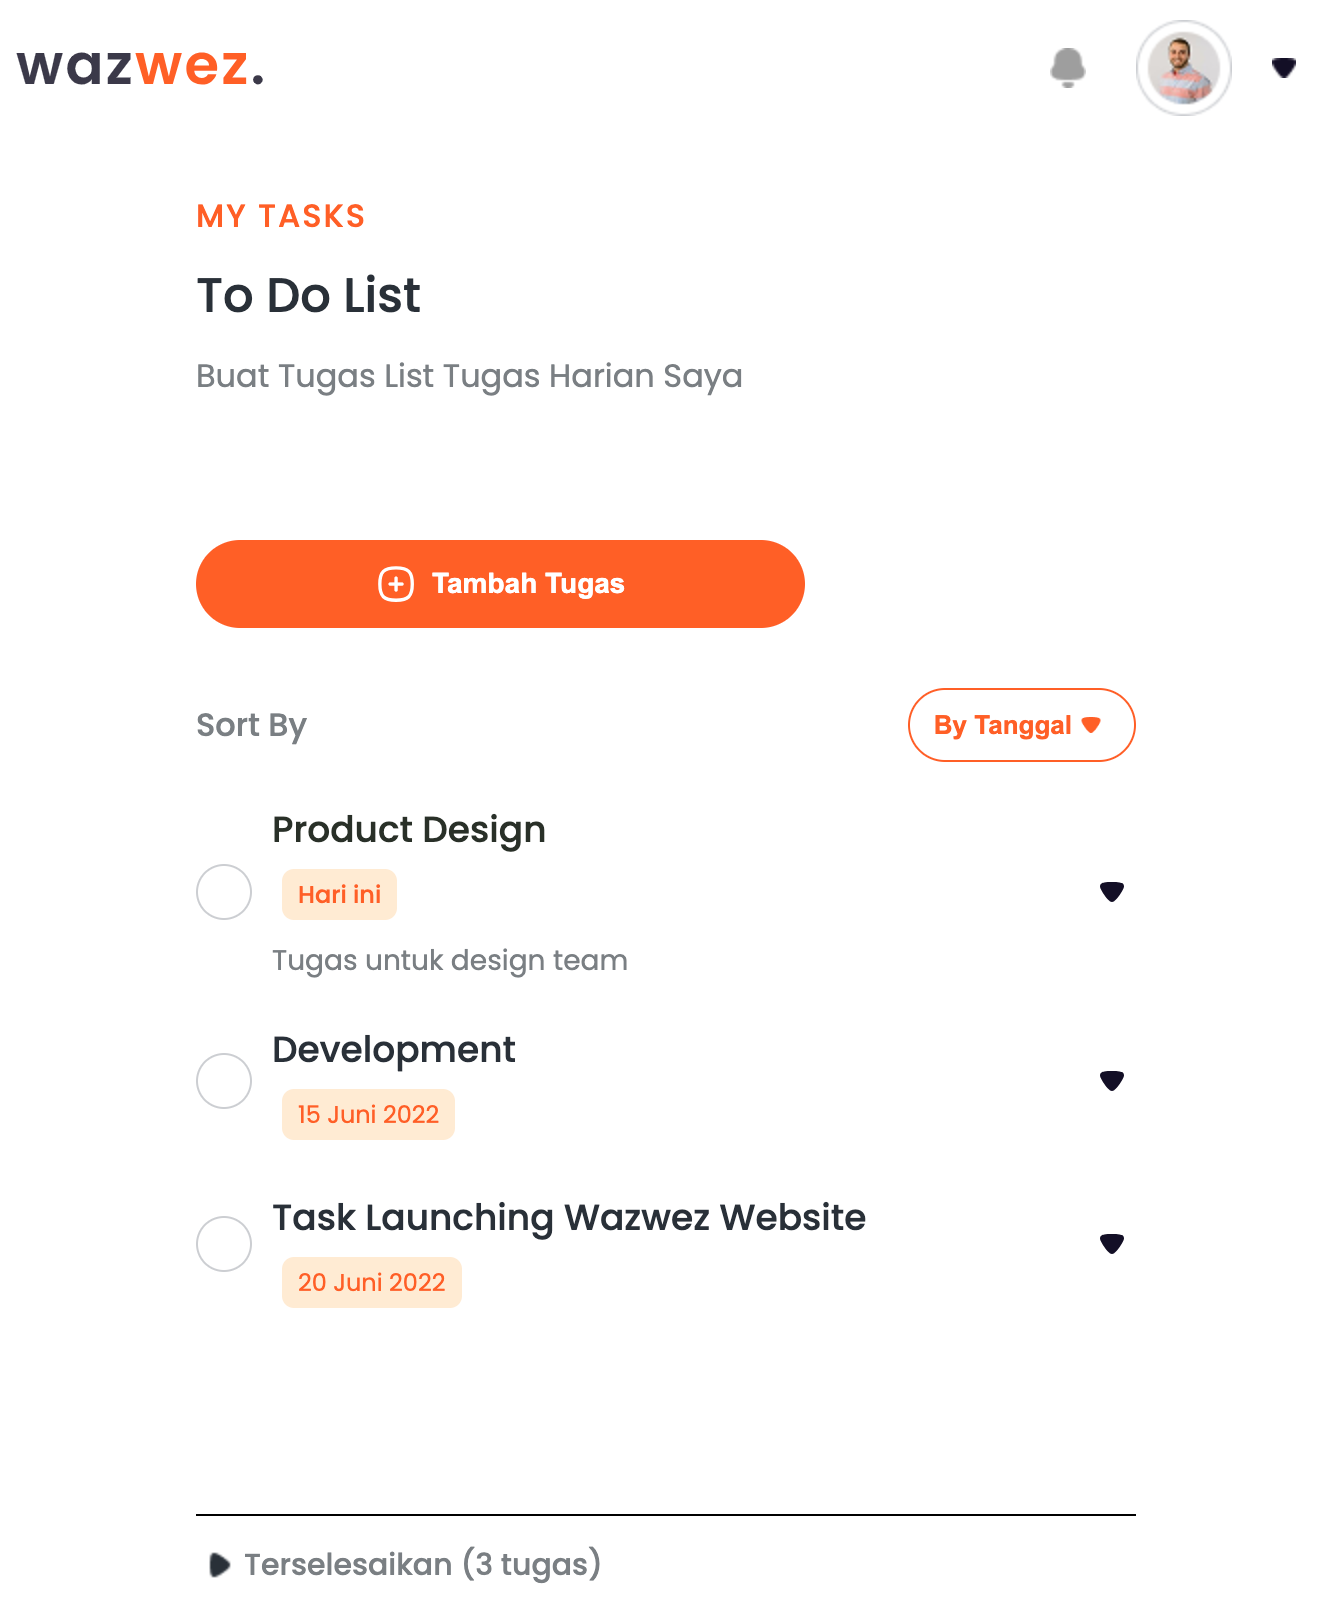 wazwez.
MY TASKS
To Do List
Buat Tugas List Tugas Harian Saya
Tambah Tugas
Sort By
By Tanggal
Product Design
Hari ini
Tugas untuk design team
Development
15 Juni 2022
Task Launching Wazwez Website
20 Juni 2022
Terselesaikan (3 tugas)